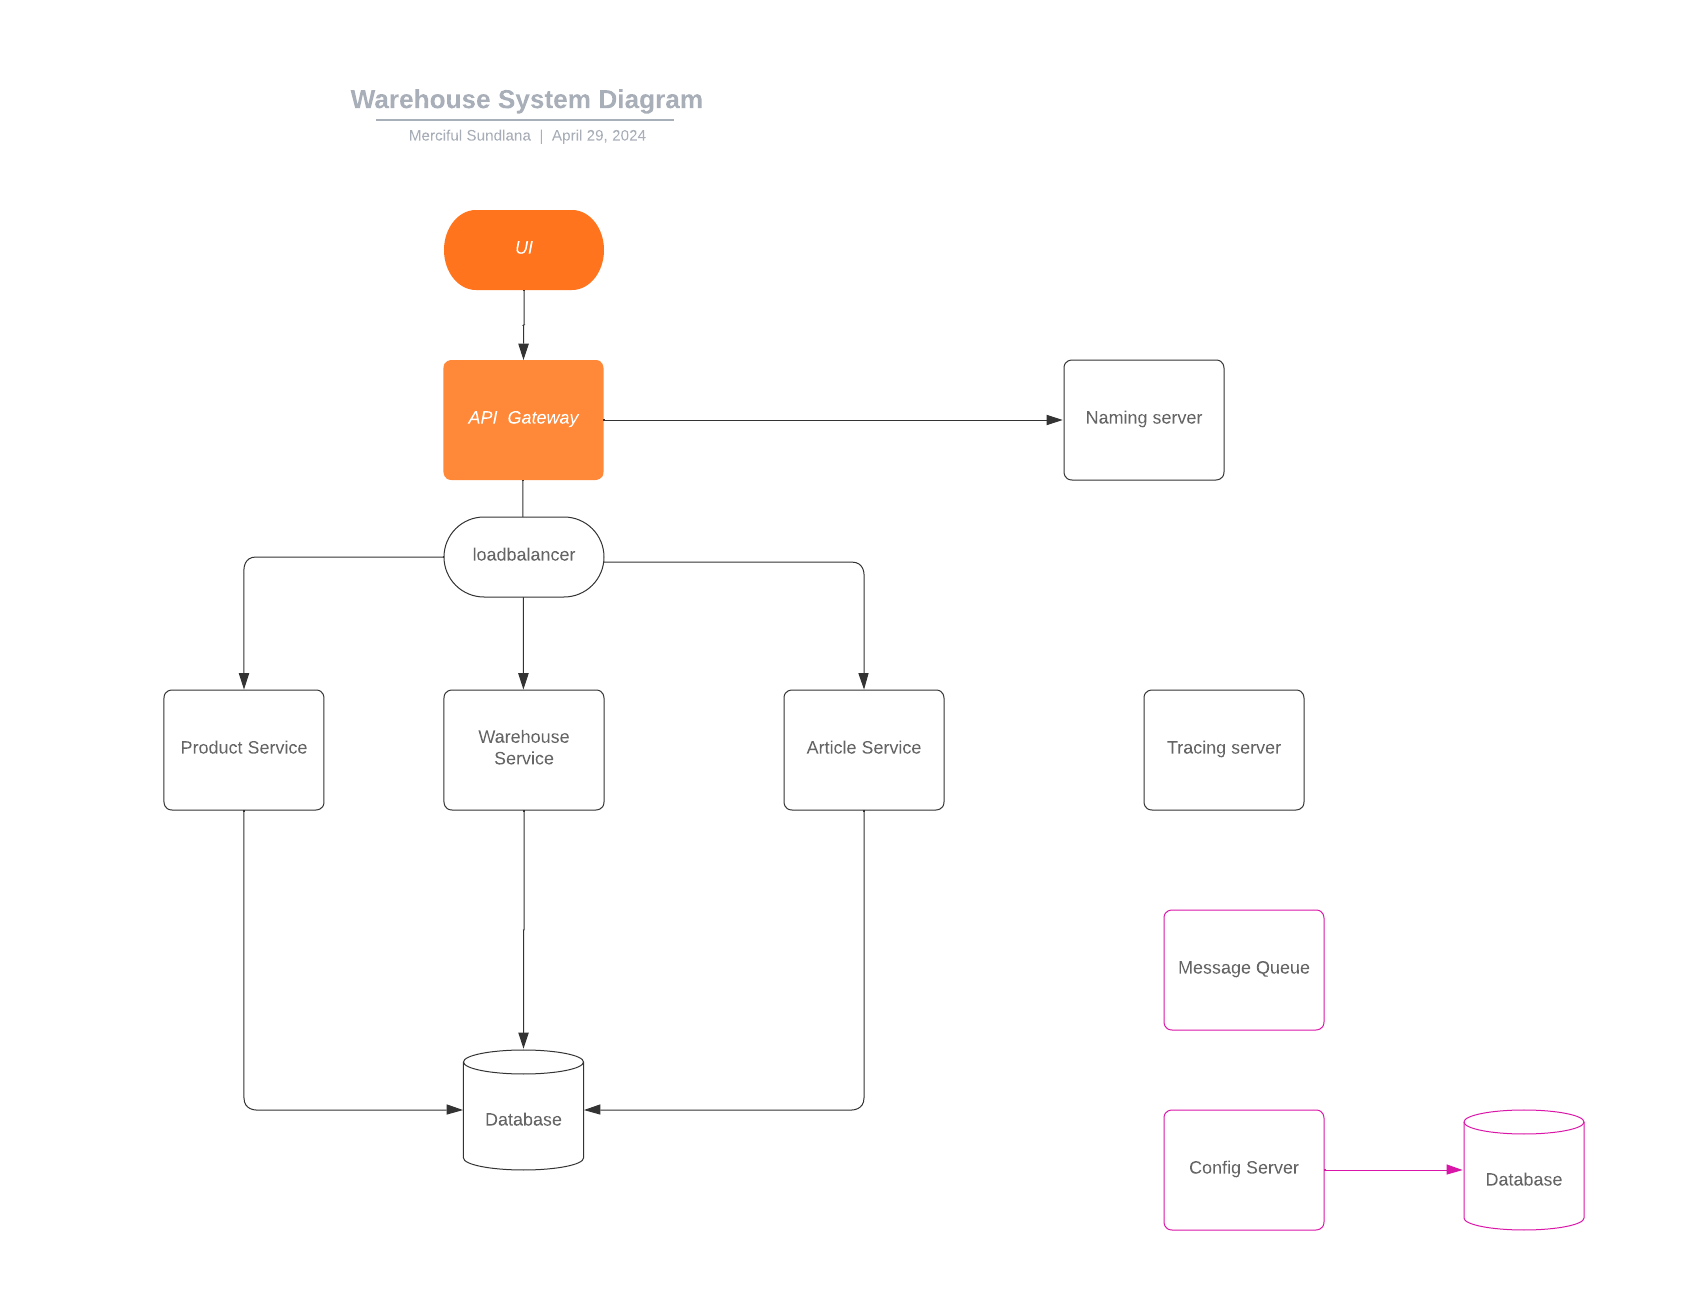 Warehouse System Diagram
Merciful Sundlana | April 29, 2024
UI
API Gateway
Naming server
loadbalancer
Product Service
Warehouse
Service
Article Service
Tracing server
Message Queue
Database
Config Server
Database